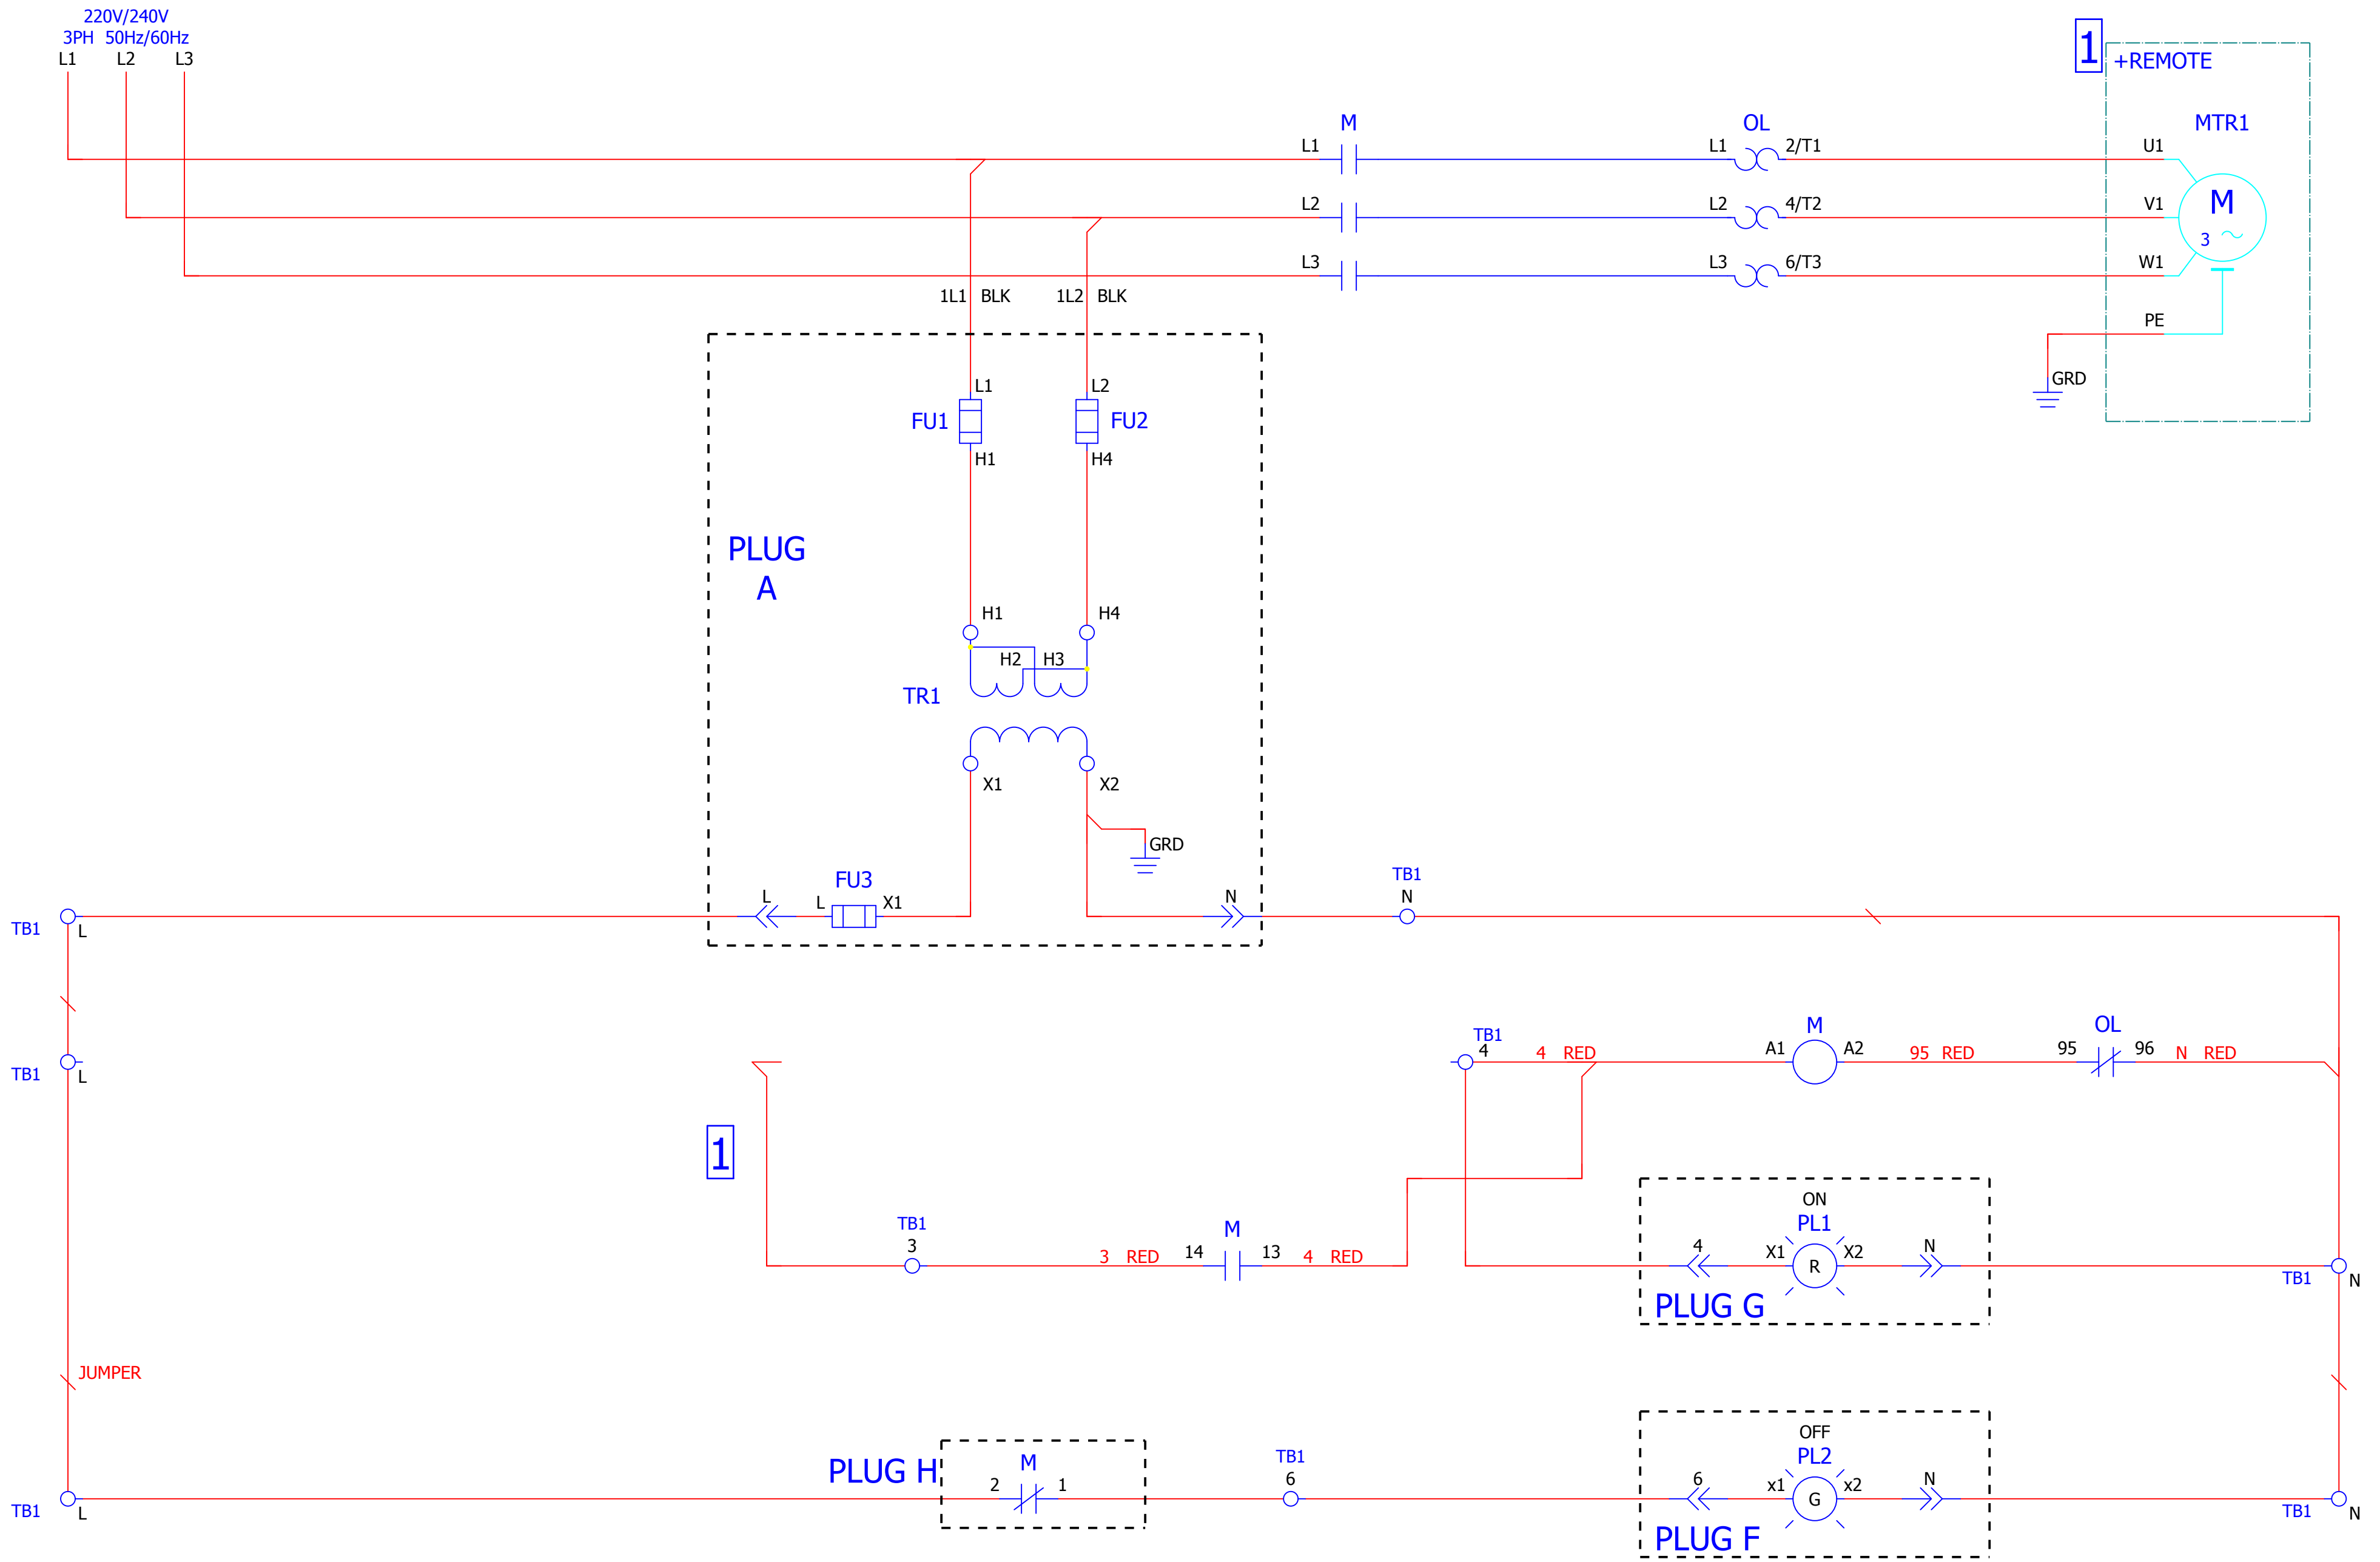 220V/240V
3PH 50Hz/60Hz
L1 L2 L3
1
+REMOTE
M OL MTR1
L1 L1 2/T1 U1
L2 L2 4/T2 V1
M
3
L3 L3 6/T3 W1
1L1 BLK 1L2 BLK
PE
GRD
L1 L2
FU1 FU2
H1 H4
PLUG
A
H1 H4
H2 H3
TR1
X1 X2
GRD
FU3
L L X1 N
TB1
N
TB1 L
TB1 L
TB1
4 4 RED
M
A1 A2
95 RED
OL
95 96
N RED
1
TB1
3
3 RED
M
14 13
4 RED
ON
PL1
4 X1 R X2 N
PLUG G
TB1 N
JUMPER
PLUG H
M
2 1
TB1
6
OFF
PL2
6 x1 G x2 N
PLUG F
TB1 L
TB1 N